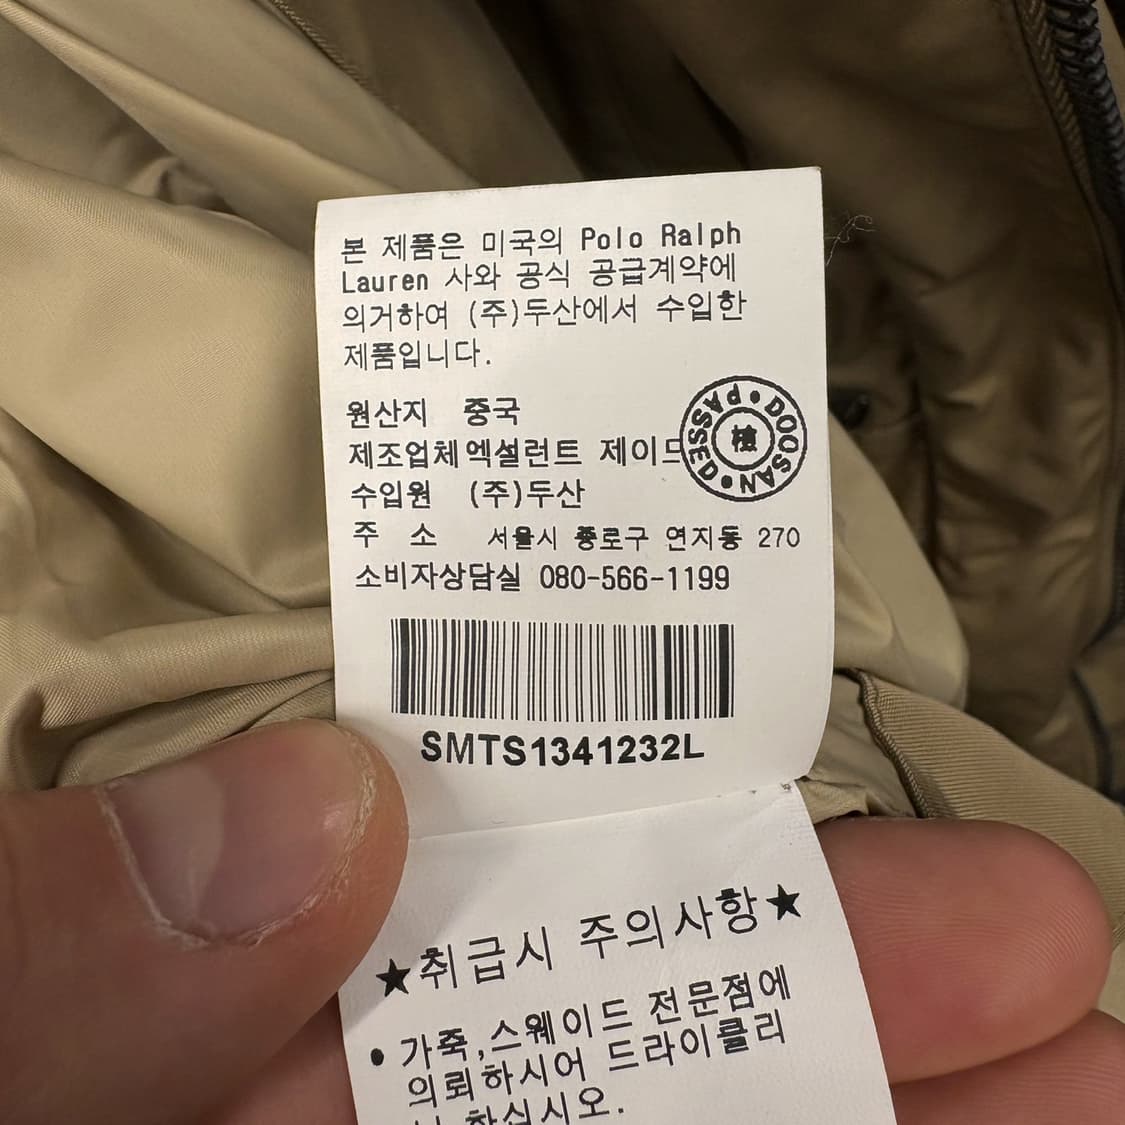 본 제품은 미국의 Polo Ralph
Lauren 사와 공식 공급계약에
의거하여 (주)두산에서 수입한
제품입니다.
원산지 중국
제조업체 엑설런트 제이드
수입원 (주)두산
주 소 서울시 종로구 연지동 270
소비자상담실 080-566-1199
DOOSAN • PASSED •
檢
SMTS1341232L
★취급시 주의사항★
• 가죽,스웨이드 전문점에
의뢰하시어 드라이클리
하십시오.